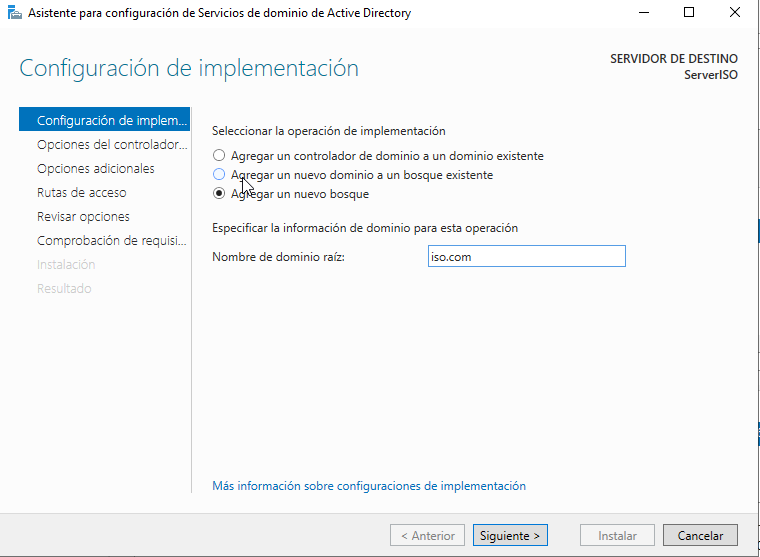 Asistente para configuración de Servicios de dominio de Active Directory
Configuración de implementación
SERVIDOR DE DESTINO
ServerISO
Configuración de implem...
Opciones del controlador...
Opciones adicionales
Rutas de acceso
Revisar opciones
Comprobación de requisi...
Instalación
Resultado
Seleccionar la operación de implementación
Agregar un controlador de dominio a un dominio existente
Agregar un nuevo dominio a un bosque existente
Agregar un nuevo bosque
Especificar la información de dominio para esta operación
Nombre de dominio raíz: iso.com
Más información sobre configuraciones de implementación
< Anterior Siguiente > Instalar Cancelar